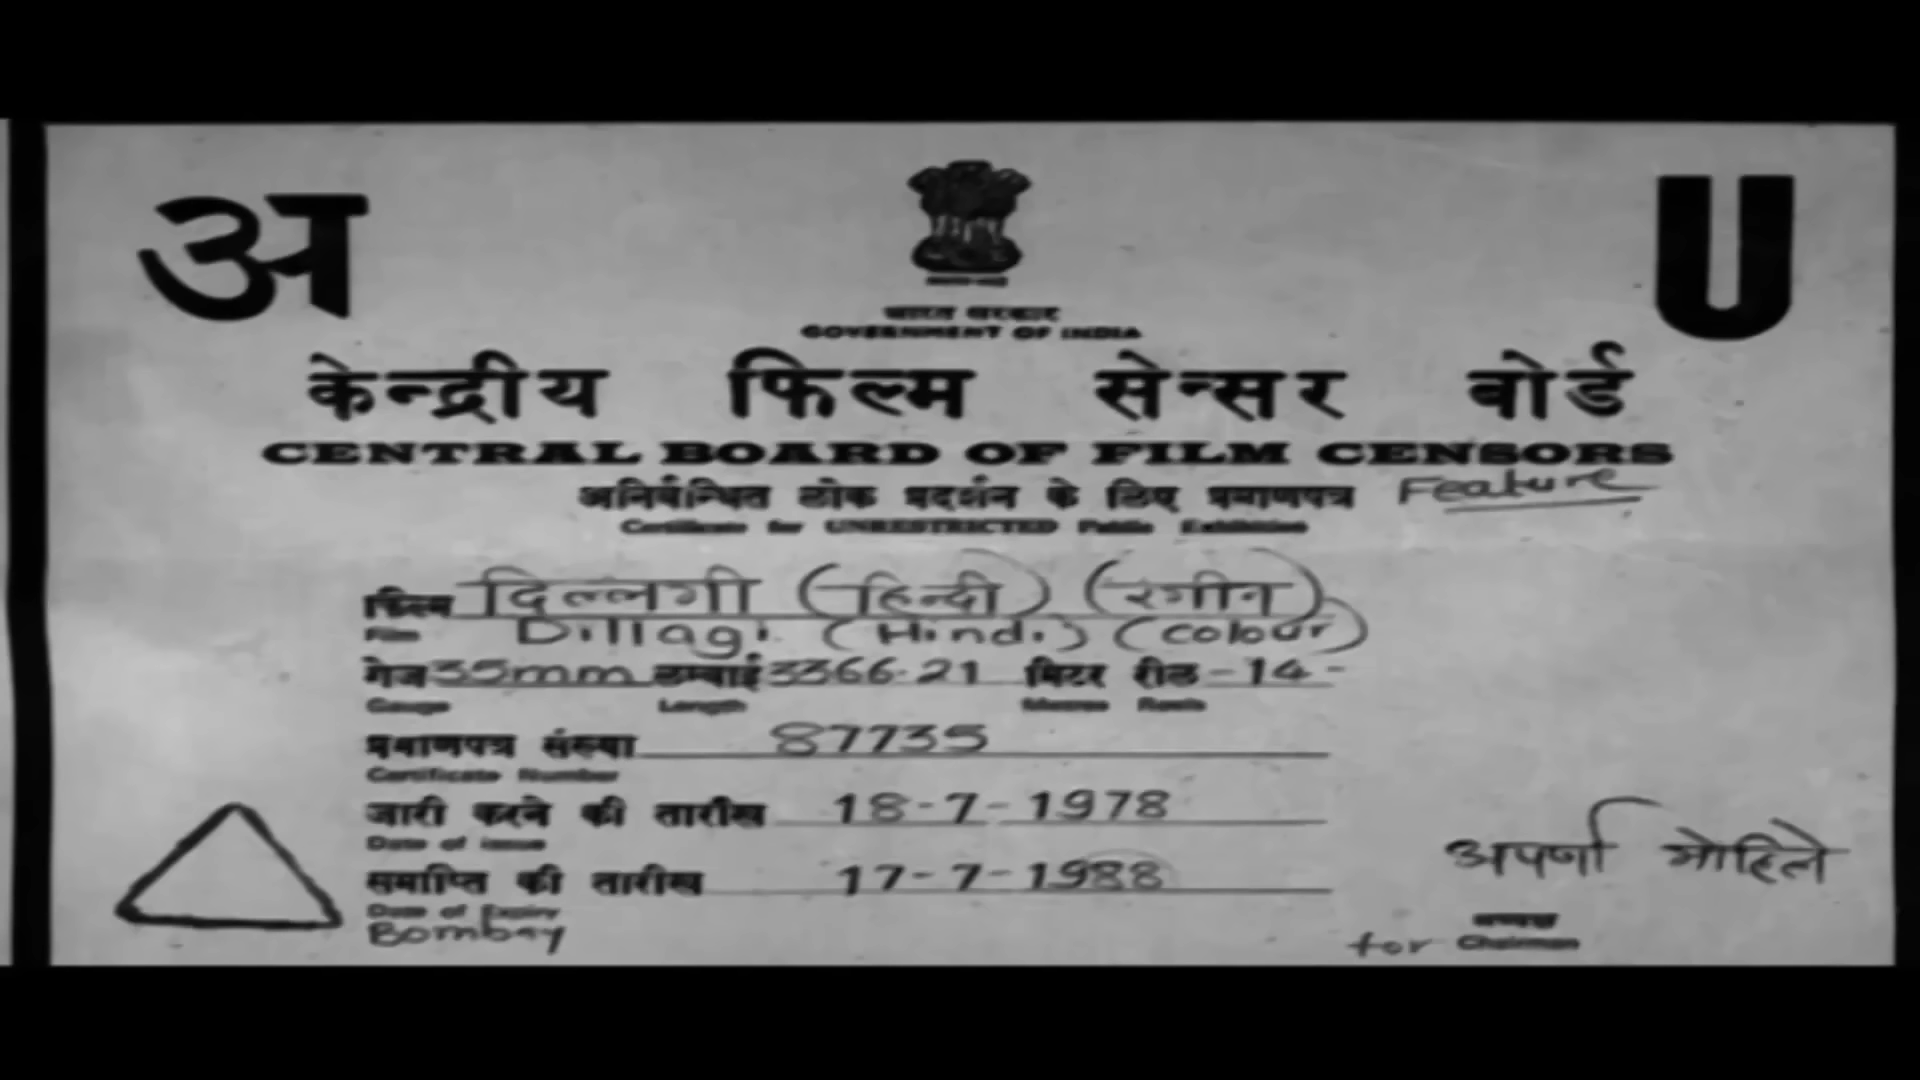 अ U
भारत सरकार
GOVERNMENT OF INDIA
केन्द्रीय फिल्म सेन्सर बोर्ड
CENTRAL BOARD OF FILM CENSORS
अनिर्बन्धित लोक प्रदर्शन के लिए प्रमाणपत्र Feature
Certificate for UNRESTRICTED Public Exhibition
फिल्म दिल्लगी (हिन्दी) (रंगीन)
Film Dillagi (Hindi) (colour)
गेज 35mm लम्बाई 3366.21 मिटर रील -14-
Gauge Length Metres Reels
प्रमाणपत्र संख्या 87735
Certificate Number
जारी करने की तारीख 18-7-1978
Date of issue
समाप्ति की तारीख 17-7-1988
Date of Expiry
Bombay
अपर्णा मोहिले
अध्यक्ष
for Chairman